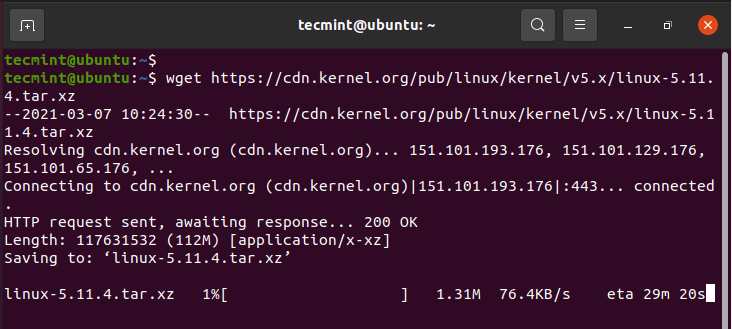 tecmint@ubuntu: ~
tecmint@ubuntu:~$
tecmint@ubuntu:~$ wget https://cdn.kernel.org/pub/linux/kernel/v5.x/linux-5.11.
4.tar.xz
--2021-03-07 10:24:30--  https://cdn.kernel.org/pub/linux/kernel/v5.x/linux-5.1
1.4.tar.xz
Resolving cdn.kernel.org (cdn.kernel.org)... 151.101.193.176, 151.101.129.176,
151.101.65.176, ...
Connecting to cdn.kernel.org (cdn.kernel.org)|151.101.193.176|:443... connected
.
HTTP request sent, awaiting response... 200 OK
Length: 117631532 (112M) [application/x-xz]
Saving to: ‘linux-5.11.4.tar.xz’
linux-5.11.4.tar.xz   1%[                    ]   1.31M  76.4KB/s    eta 29m 20s